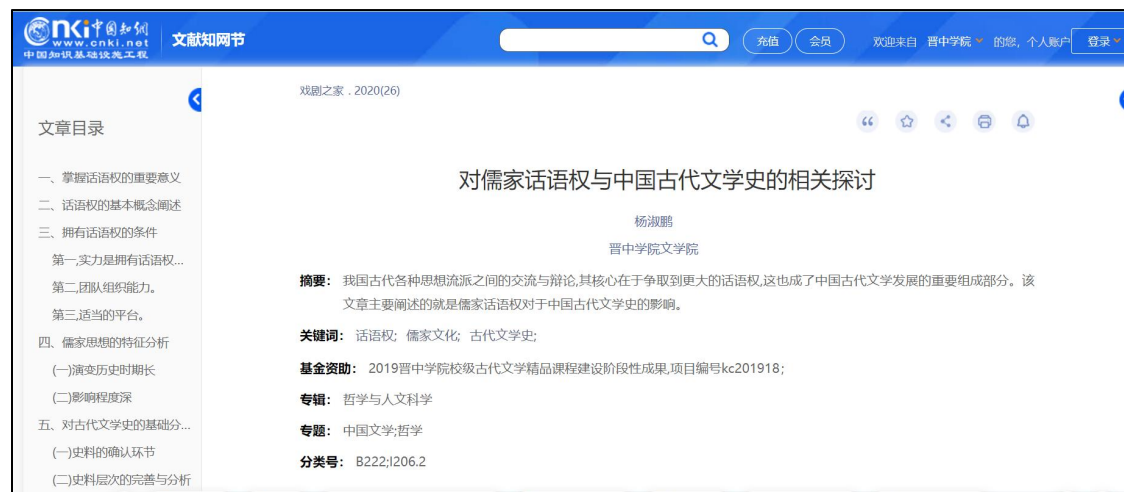 CNKi中国知网
www.cnki.net
中国知识基础设施工程
文献知网节
充值
会员
欢迎来自 晋中学院 的您，个人账户
登录
文章目录
一、掌握话语权的重要意义
二、话语权的基本概念阐述
三、拥有话语权的条件
第一,实力是拥有话语权...
第二,团队组织能力。
第三,适当的平台。
四、儒家思想的特征分析
(一)演变历史时期长
(二)影响程度深
五、对古代文学史的基础分...
(一)史料的确认环节
(二)史料层次的完善与分析
戏剧之家 . 2020(26)
对儒家话语权与中国古代文学史的相关探讨
杨淑鹏
晋中学院文学院
摘要： 我国古代各种思想流派之间的交流与辩论,其核心在于争取到更大的话语权,这也成了中国古代文学发展的重要组成部分。该
文章主要阐述的就是儒家话语权对于中国古代文学史的影响。
关键词： 话语权; 儒家文化; 古代文学史;
基金资助： 2019晋中学院校级古代文学精品课程建设阶段性成果,项目编号kc201918;
专辑： 哲学与人文科学
专题： 中国文学;哲学
分类号： B222;I206.2